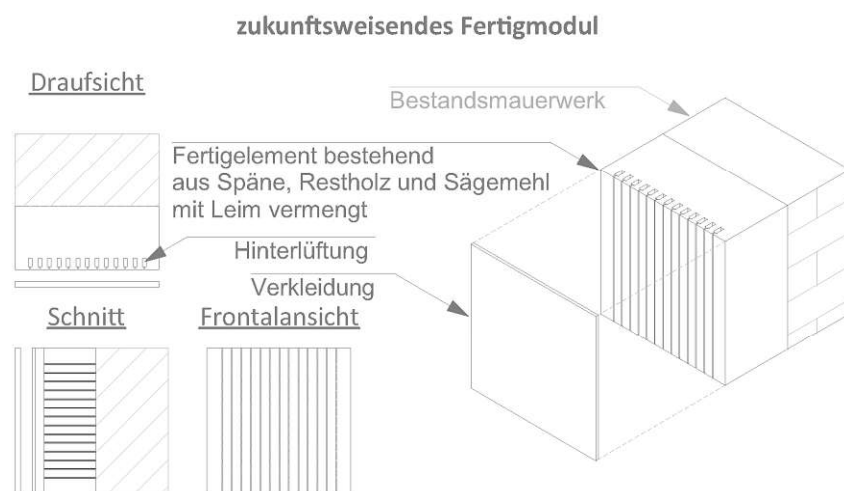 zukunftsweisendes Fertigmodul
Draufsicht
Bestandsmauerwerk
Fertigelement bestehend
aus Späne, Restholz und Sägemehl
mit Leim vermengt
Hinterlüftung
Verkleidung
Schnitt
Frontalansicht